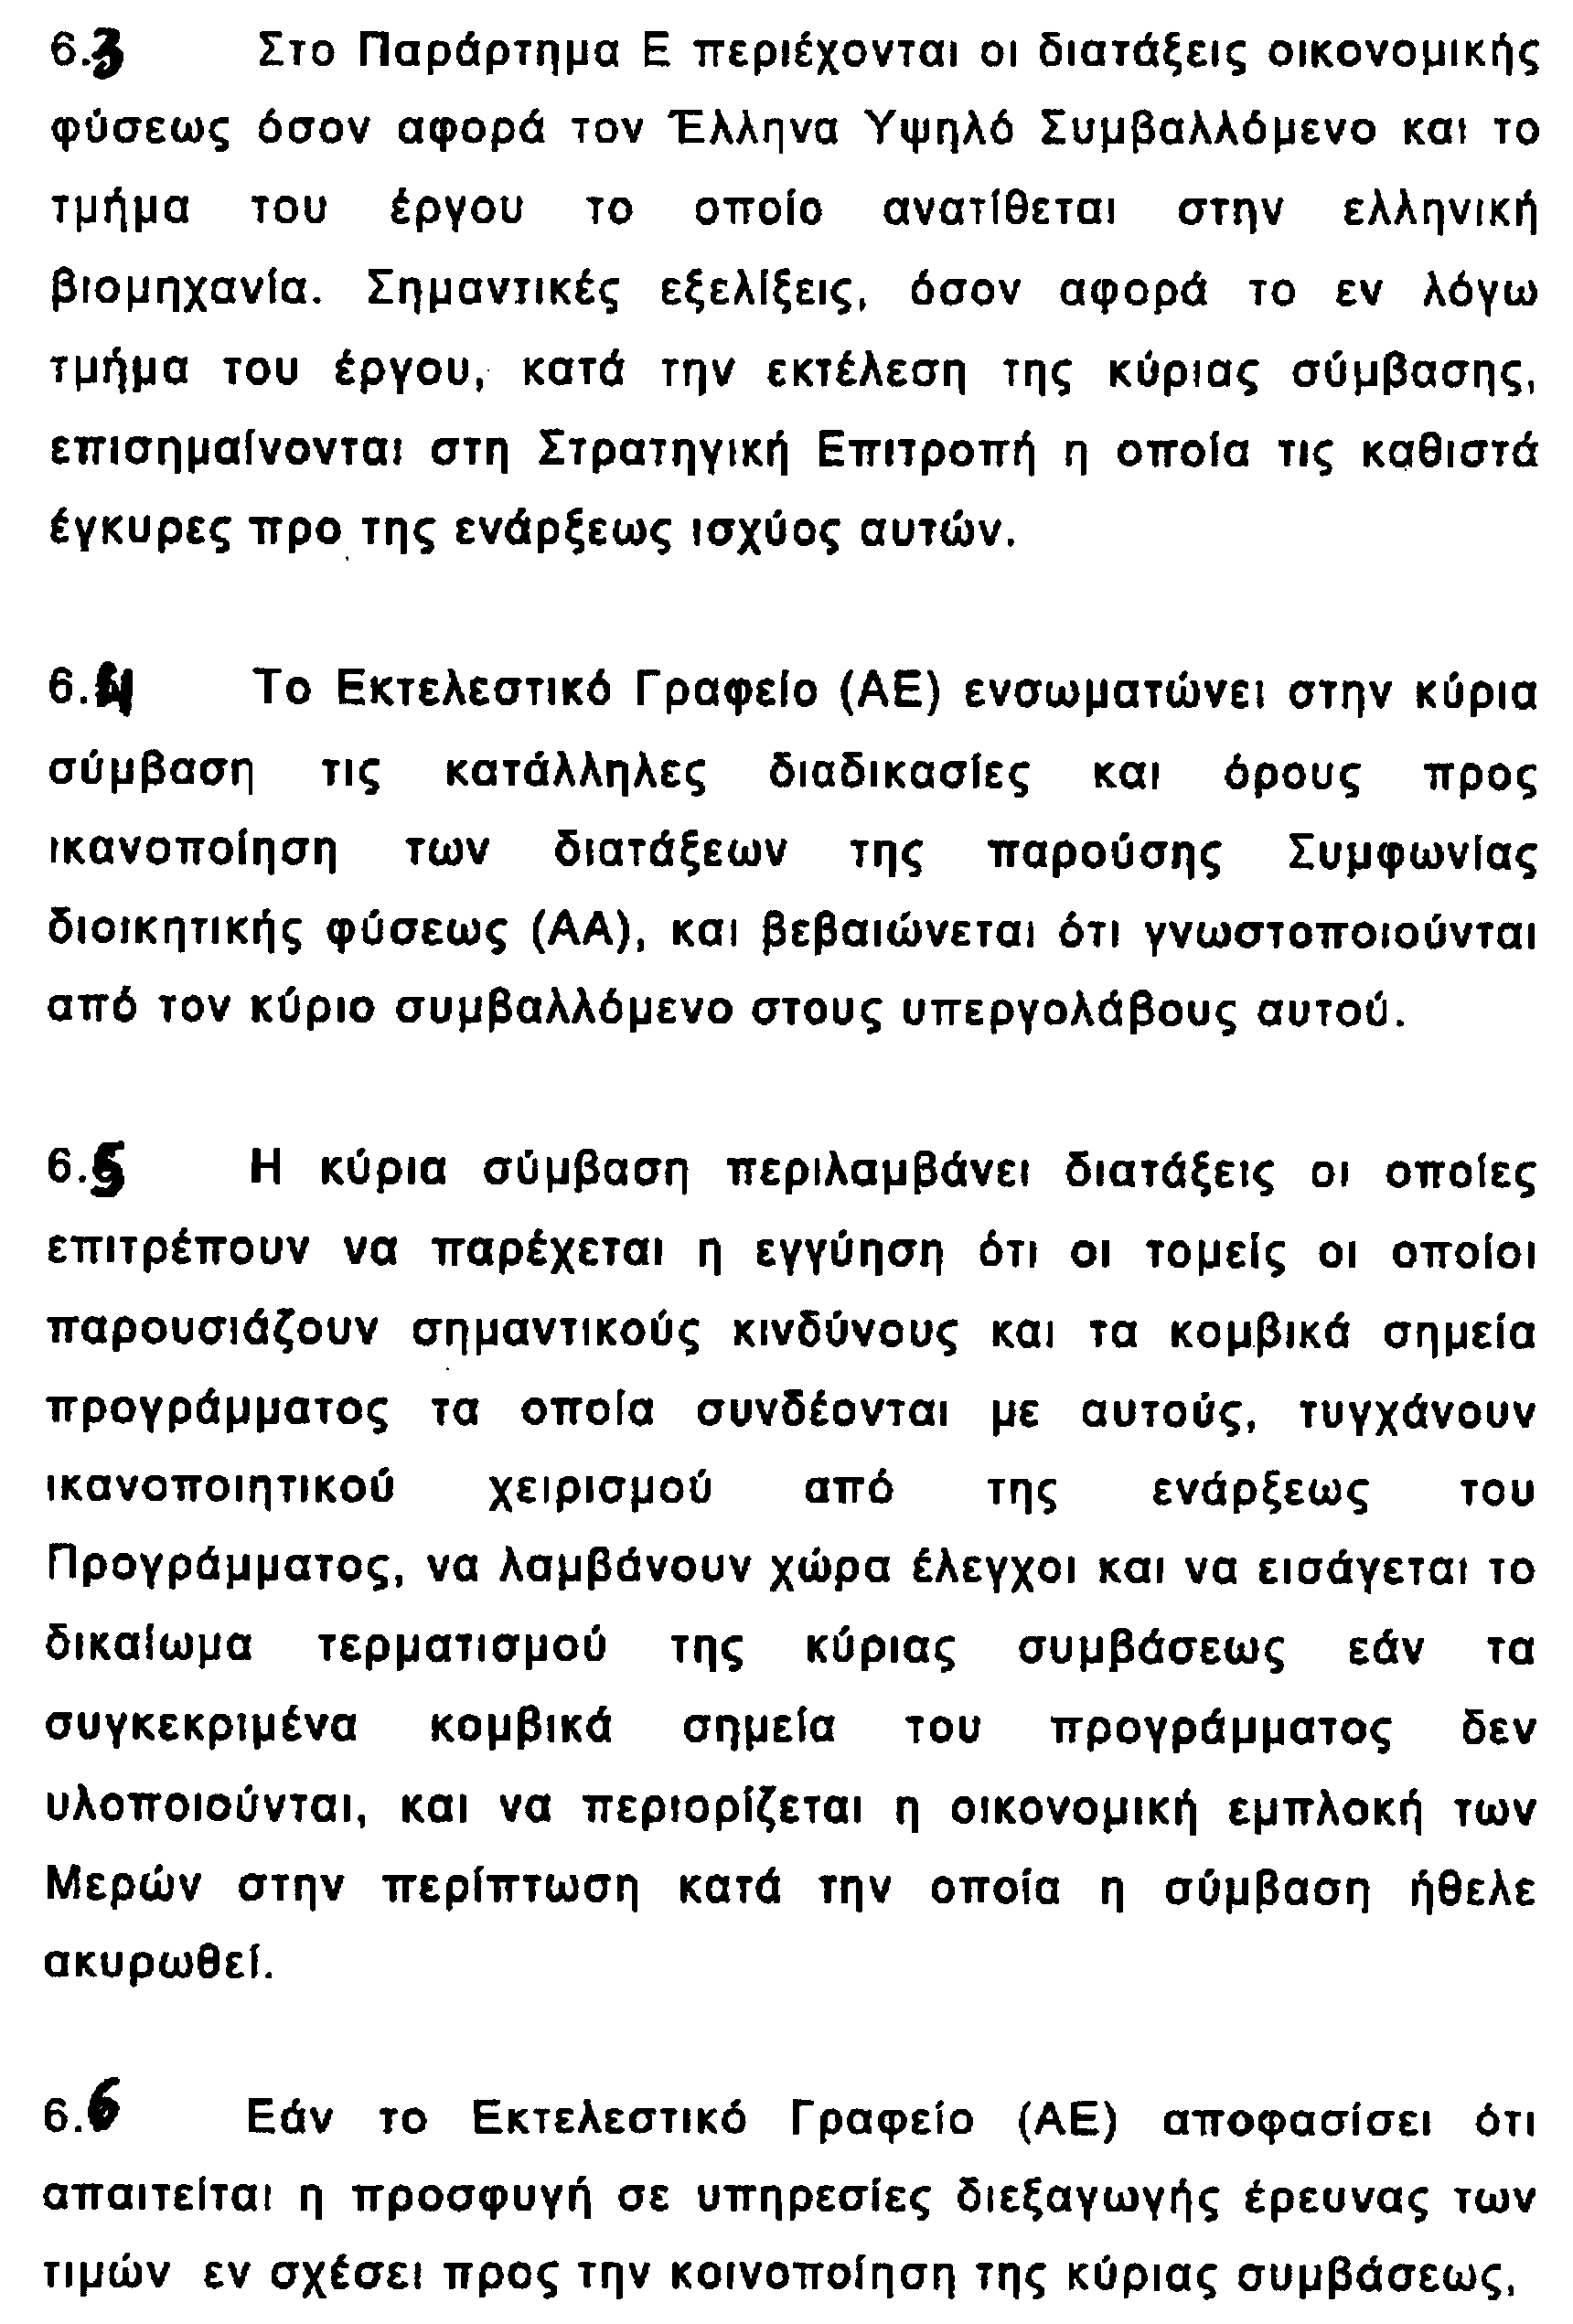 6.3 Στο Παράρτημα Ε περιέχονται οι διατάξεις οικονομικής
φύσεως όσον αφορά τον Έλληνα Υψηλό Συμβαλλόμενο και το
τμήμα του έργου το οποίο ανατίθεται στην ελληνική
βιομηχανία. Σημαντικές εξελίξεις, όσον αφορά το εν λόγω
τμήμα του έργου, κατά την εκτέλεση της κύριας σύμβασης,
επισημαίνονται στη Στρατηγική Επιτροπή η οποία τις καθιστά
έγκυρες προ της ενάρξεως ισχύος αυτών.
6.4 Το Εκτελεστικό Γραφείο (ΑΕ) ενσωματώνει στην κύρια
σύμβαση τις κατάλληλες διαδικασίες και όρους προς
ικανοποίηση των διατάξεων της παρούσης Συμφωνίας
διοικητικής φύσεως (ΑΑ), και βεβαιώνεται ότι γνωστοποιούνται
από τον κύριο συμβαλλόμενο στους υπεργολάβους αυτού.
6.5 Η κύρια σύμβαση περιλαμβάνει διατάξεις οι οποίες
επιτρέπουν να παρέχεται η εγγύηση ότι οι τομείς οι οποίοι
παρουσιάζουν σημαντικούς κινδύνους και τα κομβικά σημεία
προγράμματος τα οποία συνδέονται με αυτούς, τυγχάνουν
ικανοποιητικού χειρισμού από της ενάρξεως του
Προγράμματος, να λαμβάνουν χώρα έλεγχοι και να εισάγεται το
δικαίωμα τερματισμού της κύριας συμβάσεως εάν τα
συγκεκριμένα κομβικά σημεία του προγράμματος δεν
υλοποιούνται, και να περιορίζεται η οικονομική εμπλοκή των
Μερών στην περίπτωση κατά την οποία η σύμβαση ήθελε
ακυρωθεί.
6.6 Εάν το Εκτελεστικό Γραφείο (ΑΕ) αποφασίσει ότι
απαιτείται η προσφυγή σε υπηρεσίες διεξαγωγής έρευνας των
τιμών εν σχέσει προς την κοινοποίηση της κύριας συμβάσεως,